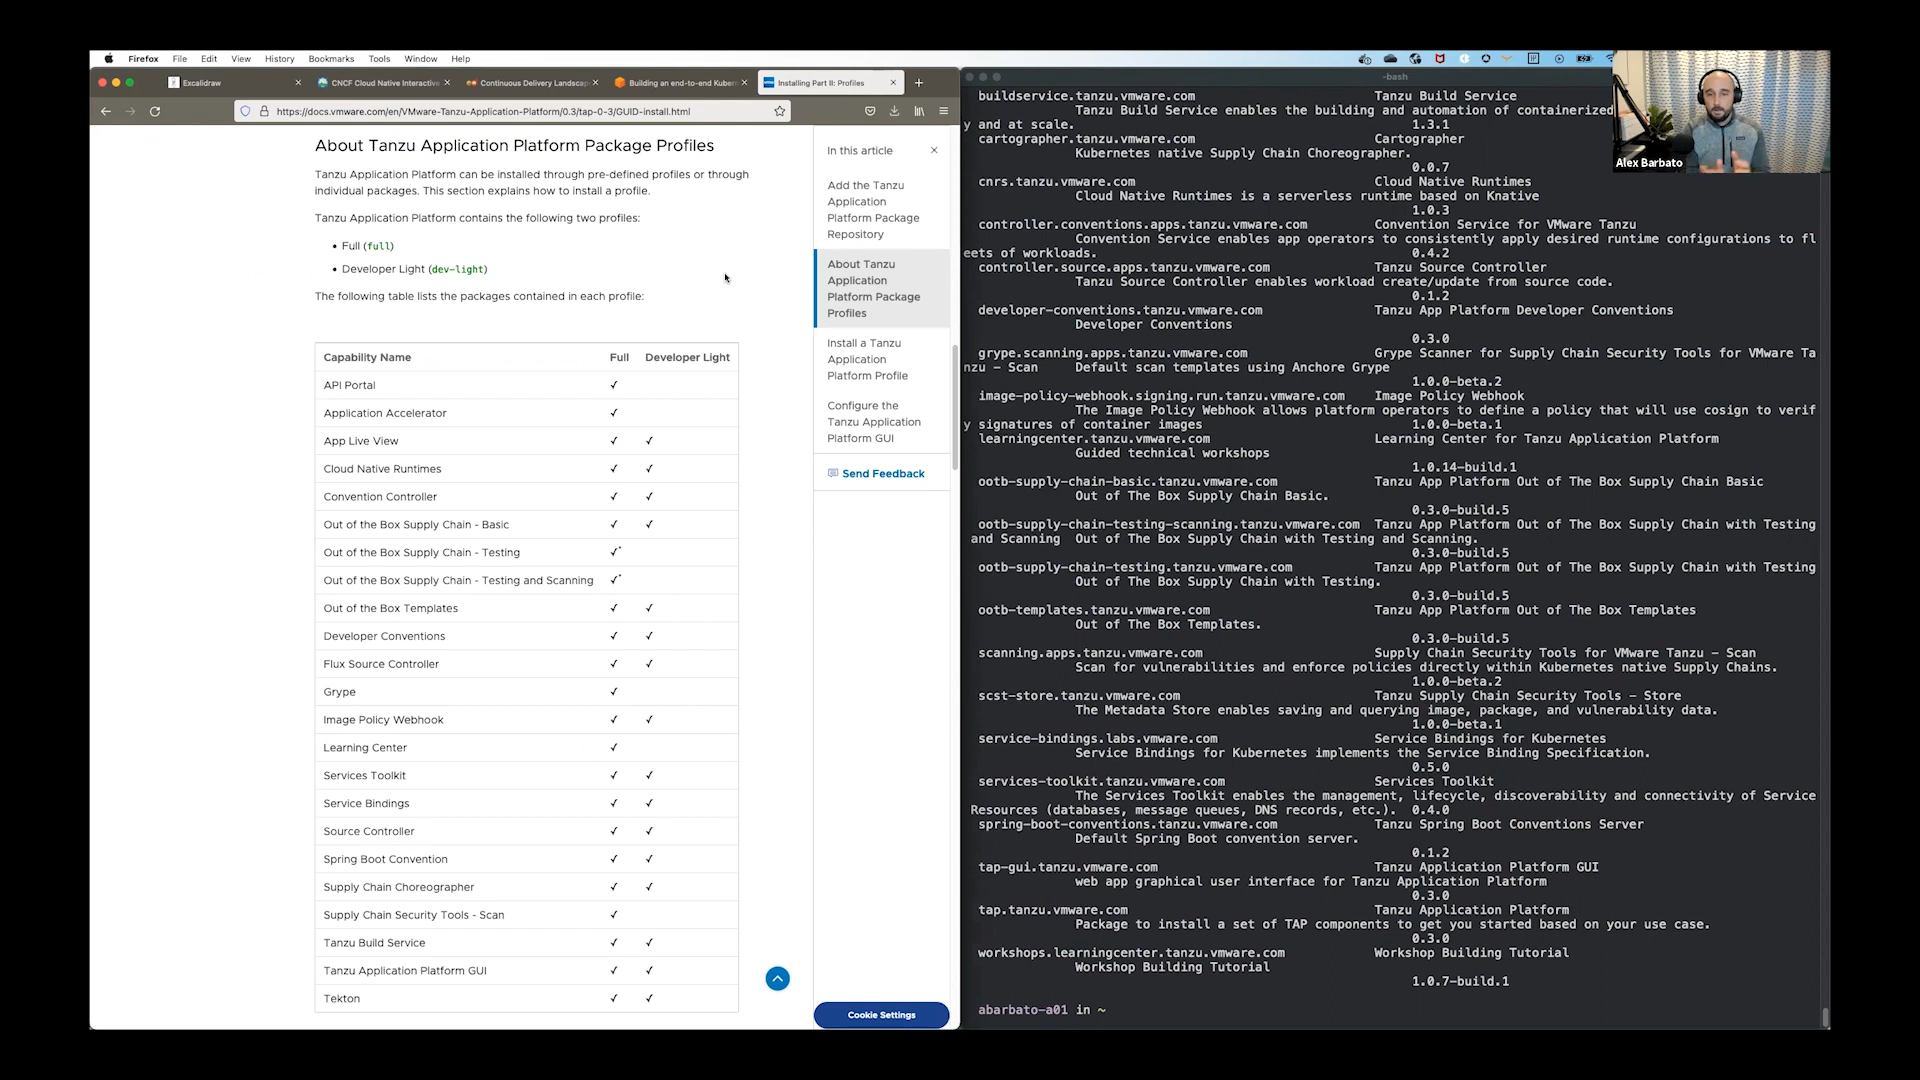 Firefox File Edit View History Bookmarks Tools Window Help
Excalidraw
CNCF Cloud Native Interactive
Continuous Delivery Landscap
Building an end-to-end Kubern
Installing Part II: Profiles
https://docs.vmware.com/en/VMware-Tanzu-Application-Platform/0.3/tap-0-3/GUID-install.html
About Tanzu Application Platform Package Profiles
Tanzu Application Platform can be installed through pre-defined profiles or through
individual packages. This section explains how to install a profile.
Tanzu Application Platform contains the following two profiles:
• Full (full)
• Developer Light (dev-light)
The following table lists the packages contained in each profile:
Capability Name Full Developer Light
API Portal ✓
Application Accelerator ✓
App Live View ✓ ✓
Cloud Native Runtimes ✓ ✓
Convention Controller ✓ ✓
Out of the Box Supply Chain - Basic ✓ ✓
Out of the Box Supply Chain - Testing ✓*
Out of the Box Supply Chain - Testing and Scanning ✓*
Out of the Box Templates ✓ ✓
Developer Conventions ✓ ✓
Flux Source Controller ✓ ✓
Grype ✓
Image Policy Webhook ✓ ✓
Learning Center ✓
Services Toolkit ✓ ✓
Service Bindings ✓ ✓
Source Controller ✓ ✓
Spring Boot Convention ✓ ✓
Supply Chain Choreographer ✓ ✓
Supply Chain Security Tools - Scan ✓
Tanzu Build Service ✓ ✓
Tanzu Application Platform GUI ✓ ✓
Tekton ✓ ✓
In this article
Add the Tanzu
Application
Platform Package
Repository
About Tanzu
Application
Platform Package
Profiles
Install a Tanzu
Application
Platform Profile
Configure the
Tanzu Application
Platform GUI
Send Feedback
Cookie Settings
-bash
buildservice.tanzu.vmware.com Tanzu Build Service
Tanzu Build Service enables the building and automation of containerized
y and at scale. 1.3.1
cartographer.tanzu.vmware.com Cartographer
Kubernetes native Supply Chain Choreographer.
0.0.7
cnrs.tanzu.vmware.com Cloud Native Runtimes
Cloud Native Runtimes is a serverless runtime based on Knative
1.0.3
controller.conventions.apps.tanzu.vmware.com Convention Service for VMware Tanzu
Convention Service enables app operators to consistently apply desired runtime configurations to fl
eets of workloads. 0.4.2
controller.source.apps.tanzu.vmware.com Tanzu Source Controller
Tanzu Source Controller enables workload create/update from source code.
0.1.2
developer-conventions.tanzu.vmware.com Tanzu App Platform Developer Conventions
Developer Conventions
0.3.0
grype.scanning.apps.tanzu.vmware.com Grype Scanner for Supply Chain Security Tools for VMware Ta
nzu - Scan Default scan templates using Anchore Grype
1.0.0-beta.2
image-policy-webhook.signing.run.tanzu.vmware.com Image Policy Webhook
The Image Policy Webhook allows platform operators to define a policy that will use cosign to verif
y signatures of container images 1.0.0-beta.1
learningcenter.tanzu.vmware.com Learning Center for Tanzu Application Platform
Guided technical workshops
1.0.14-build.1
ootb-supply-chain-basic.tanzu.vmware.com Tanzu App Platform Out of The Box Supply Chain Basic
Out of The Box Supply Chain Basic.
0.3.0-build.5
ootb-supply-chain-testing-scanning.tanzu.vmware.com Tanzu App Platform Out of The Box Supply Chain with Testing
and Scanning Out of The Box Supply Chain with Testing and Scanning.
0.3.0-build.5
ootb-supply-chain-testing.tanzu.vmware.com Tanzu App Platform Out of The Box Supply Chain with Testing
Out of The Box Supply Chain with Testing.
0.3.0-build.5
ootb-templates.tanzu.vmware.com Tanzu App Platform Out of The Box Templates
Out of The Box Templates.
0.3.0-build.5
scanning.apps.tanzu.vmware.com Supply Chain Security Tools for VMware Tanzu - Scan
Scan for vulnerabilities and enforce policies directly within Kubernetes native Supply Chains.
1.0.0-beta.2
scst-store.tanzu.vmware.com Tanzu Supply Chain Security Tools - Store
The Metadata Store enables saving and querying image, package, and vulnerability data.
1.0.0-beta.1
service-bindings.labs.vmware.com Service Bindings for Kubernetes
Service Bindings for Kubernetes implements the Service Binding Specification.
0.5.0
services-toolkit.tanzu.vmware.com Services Toolkit
The Services Toolkit enables the management, lifecycle, discoverability and connectivity of Service
Resources (databases, message queues, DNS records, etc.). 0.4.0
spring-boot-conventions.tanzu.vmware.com Tanzu Spring Boot Conventions Server
Default Spring Boot convention server.
0.1.2
tap-gui.tanzu.vmware.com Tanzu Application Platform GUI
web app graphical user interface for Tanzu Application Platform
0.3.0
tap.tanzu.vmware.com Tanzu Application Platform
Package to install a set of TAP components to get you started based on your use case.
0.3.0
workshops.learningcenter.tanzu.vmware.com Workshop Building Tutorial
Workshop Building Tutorial
1.0.7-build.1
abarbato-a01 in ~
Alex Barbato